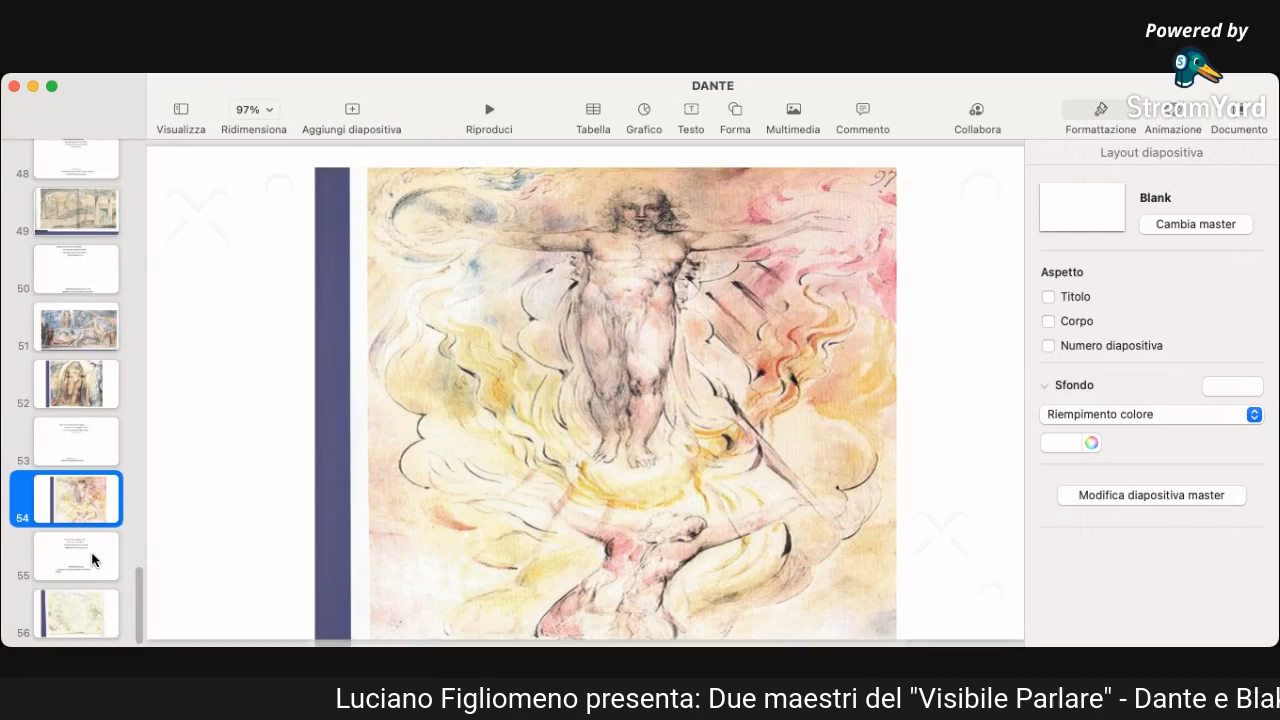 Powered by
StreamYard
DANTE
97%
Visualizza
Ridimensiona
Aggiungi diapositiva
Riproduci
Tabella
Grafico
Testo
Forma
Multimedia
Commento
Collabora
Formattazione
Animazione
Documento
Layout diapositiva
Blank
Cambia master
Aspetto
Titolo
Corpo
Numero diapositiva
Sfondo
Riempimento colore
Modifica diapositiva master
48
49
50
51
52
53
54
55
56
97
Luciano Figliomeno presenta: Due maestri del "Visibile Parlare" - Dante e Bla